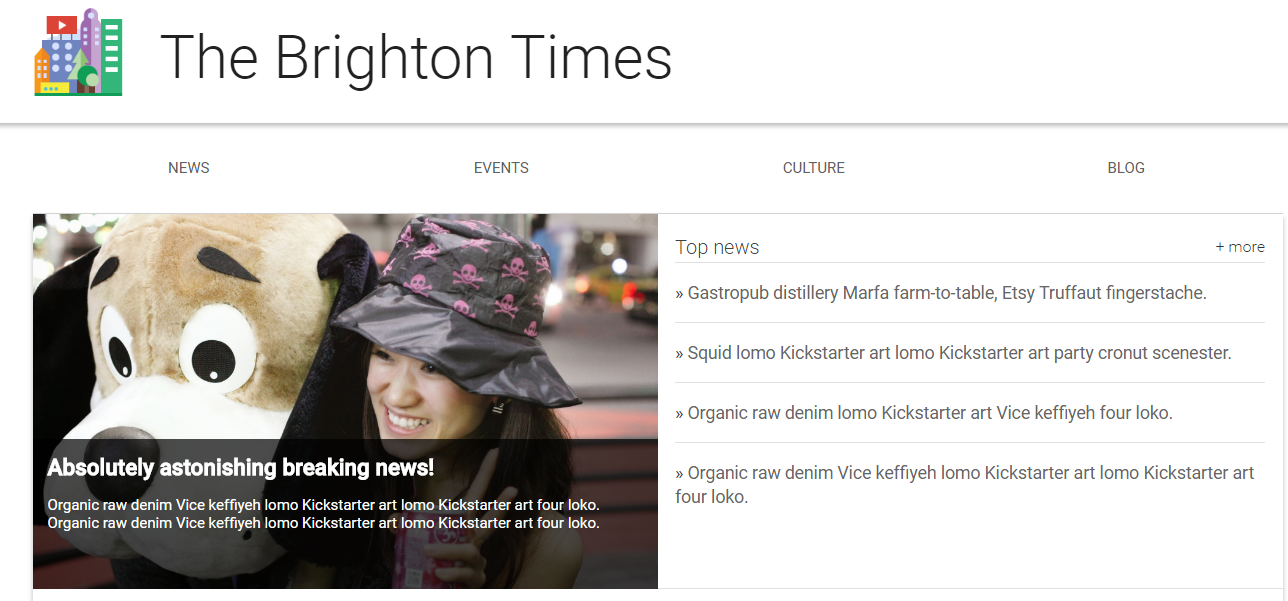 The Brighton Times
NEWS
EVENTS
CULTURE
BLOG
Absolutely astonishing breaking news!
Organic raw denim Vice keffiyeh lomo Kickstarter art lomo Kickstarter art four loko.
Organic raw denim Vice keffiyeh lomo Kickstarter art lomo Kickstarter art four loko.
Top news
+ more
» Gastropub distillery Marfa farm-to-table, Etsy Truffaut fingerstache.
» Squid lomo Kickstarter art lomo Kickstarter art party cronut scenester.
» Organic raw denim lomo Kickstarter art Vice keffiyeh four loko.
» Organic raw denim Vice keffiyeh lomo Kickstarter art lomo Kickstarter art
four loko.